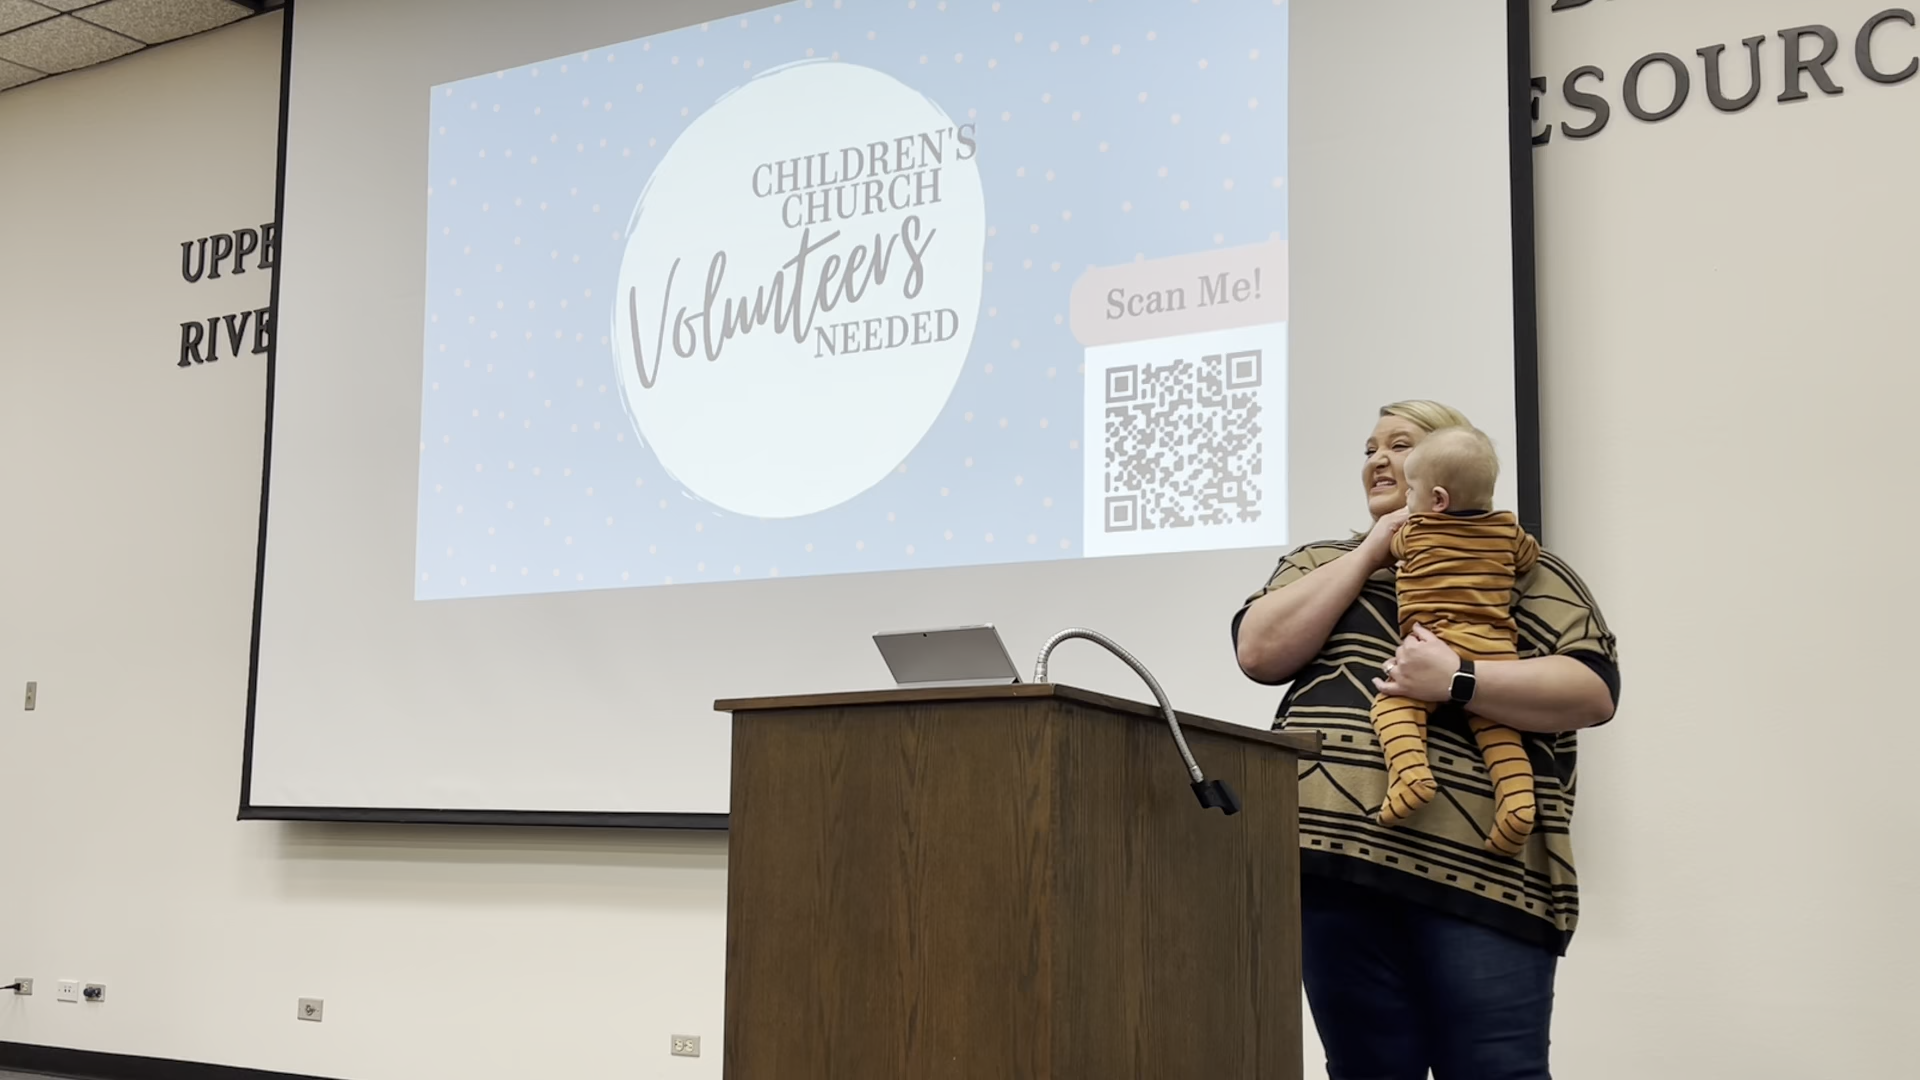 UPPE
RIVE
CHILDREN'S
CHURCH
Volunteers
NEEDED
Scan Me!
ESOURC